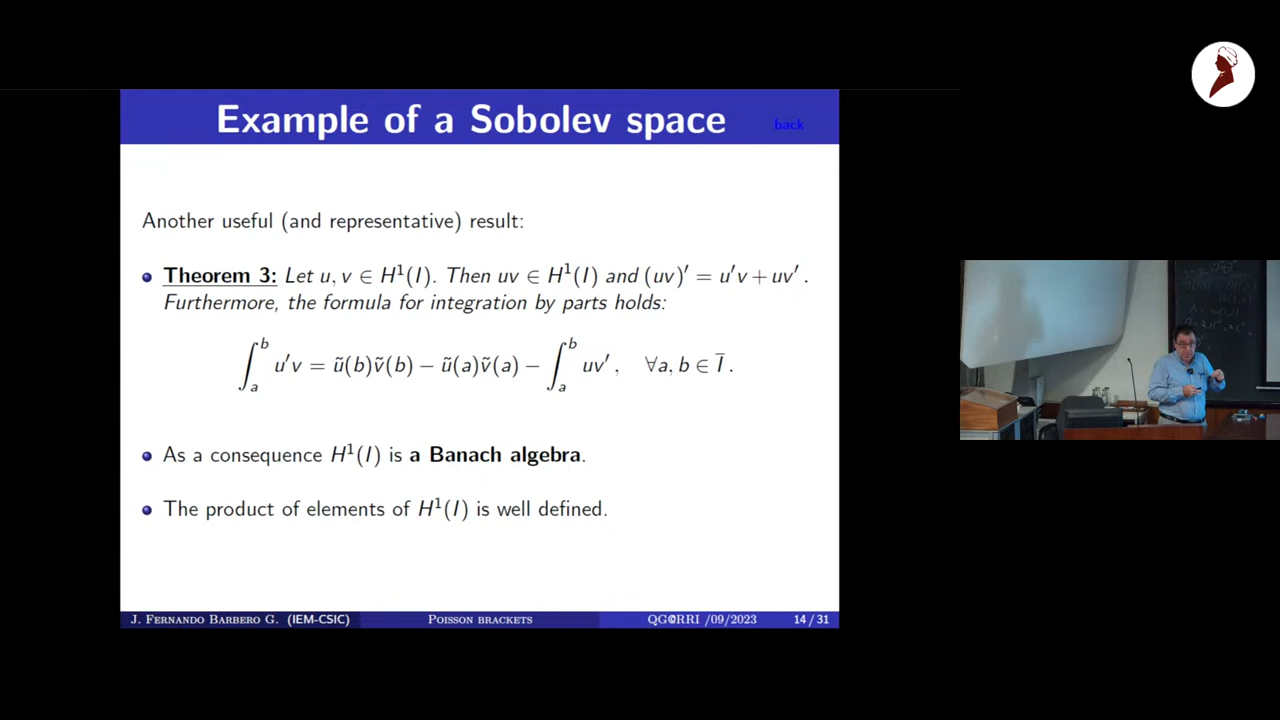 Example of a Sobolev space
back
Another useful (and representative) result:
Theorem 3: Let u, v ∈ H¹(I). Then uv ∈ H¹(I) and (uv)′ = u′v + uv′ .
Furthermore, the formula for integration by parts holds:
∫ₐᵇ u′v = ũ(b)ṽ(b) − ũ(a)ṽ(a) − ∫ₐᵇ uv′ , ∀a, b ∈ I̅ .
As a consequence H¹(I) is a Banach algebra.
The product of elements of H¹(I) is well defined.
J. Fernando Barbero G. (IEM-CSIC) Poisson brackets QG@RRI /09/2023 14 / 31